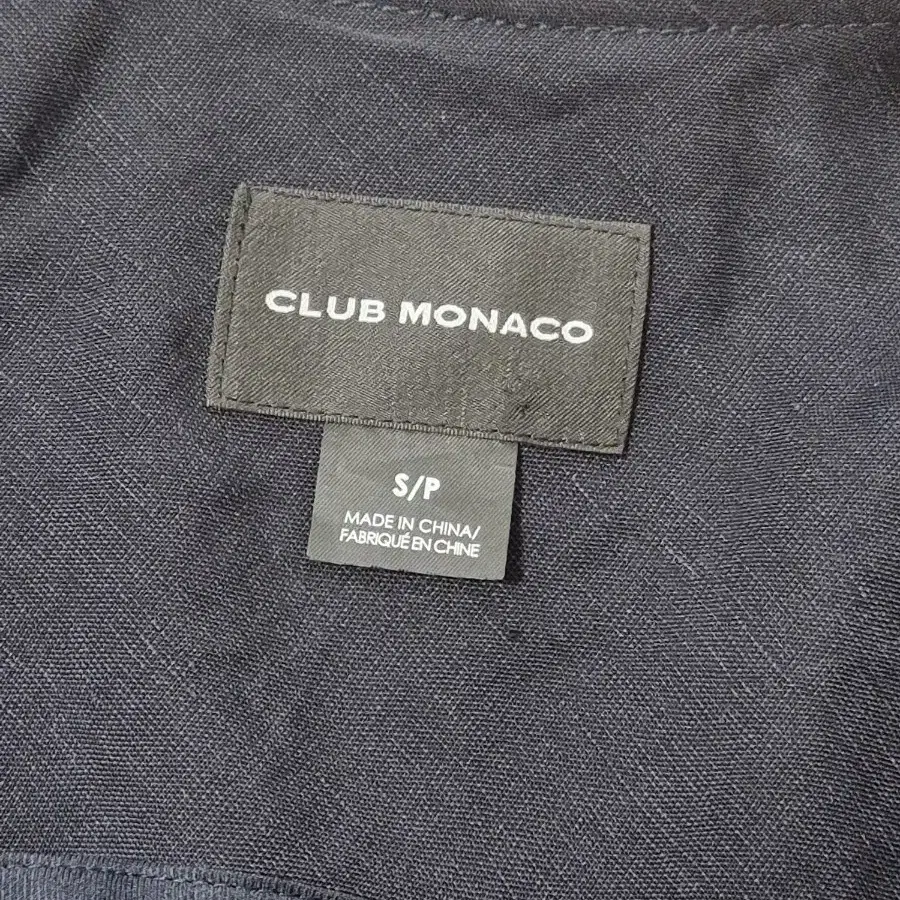 CLUB MONACO
S/P
MADE IN CHINA/
FABRIQUÉ EN CHINE